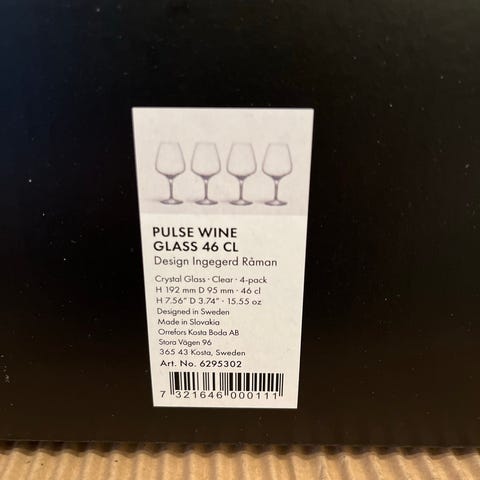 PULSE WINE
GLASS 46 CL
Design Ingegerd Råman
Crystal Glass · Clear · 4-pack
H 192 mm D 95 mm · 46 cl
H 7.56" D 3.74" · 15.55 oz
Designed in Sweden
Made in Slovakia
Orrefors Kosta Boda AB
Stora Vägen 96
365 43 Kosta, Sweden
Art. No. 6295302
7 321646 000111